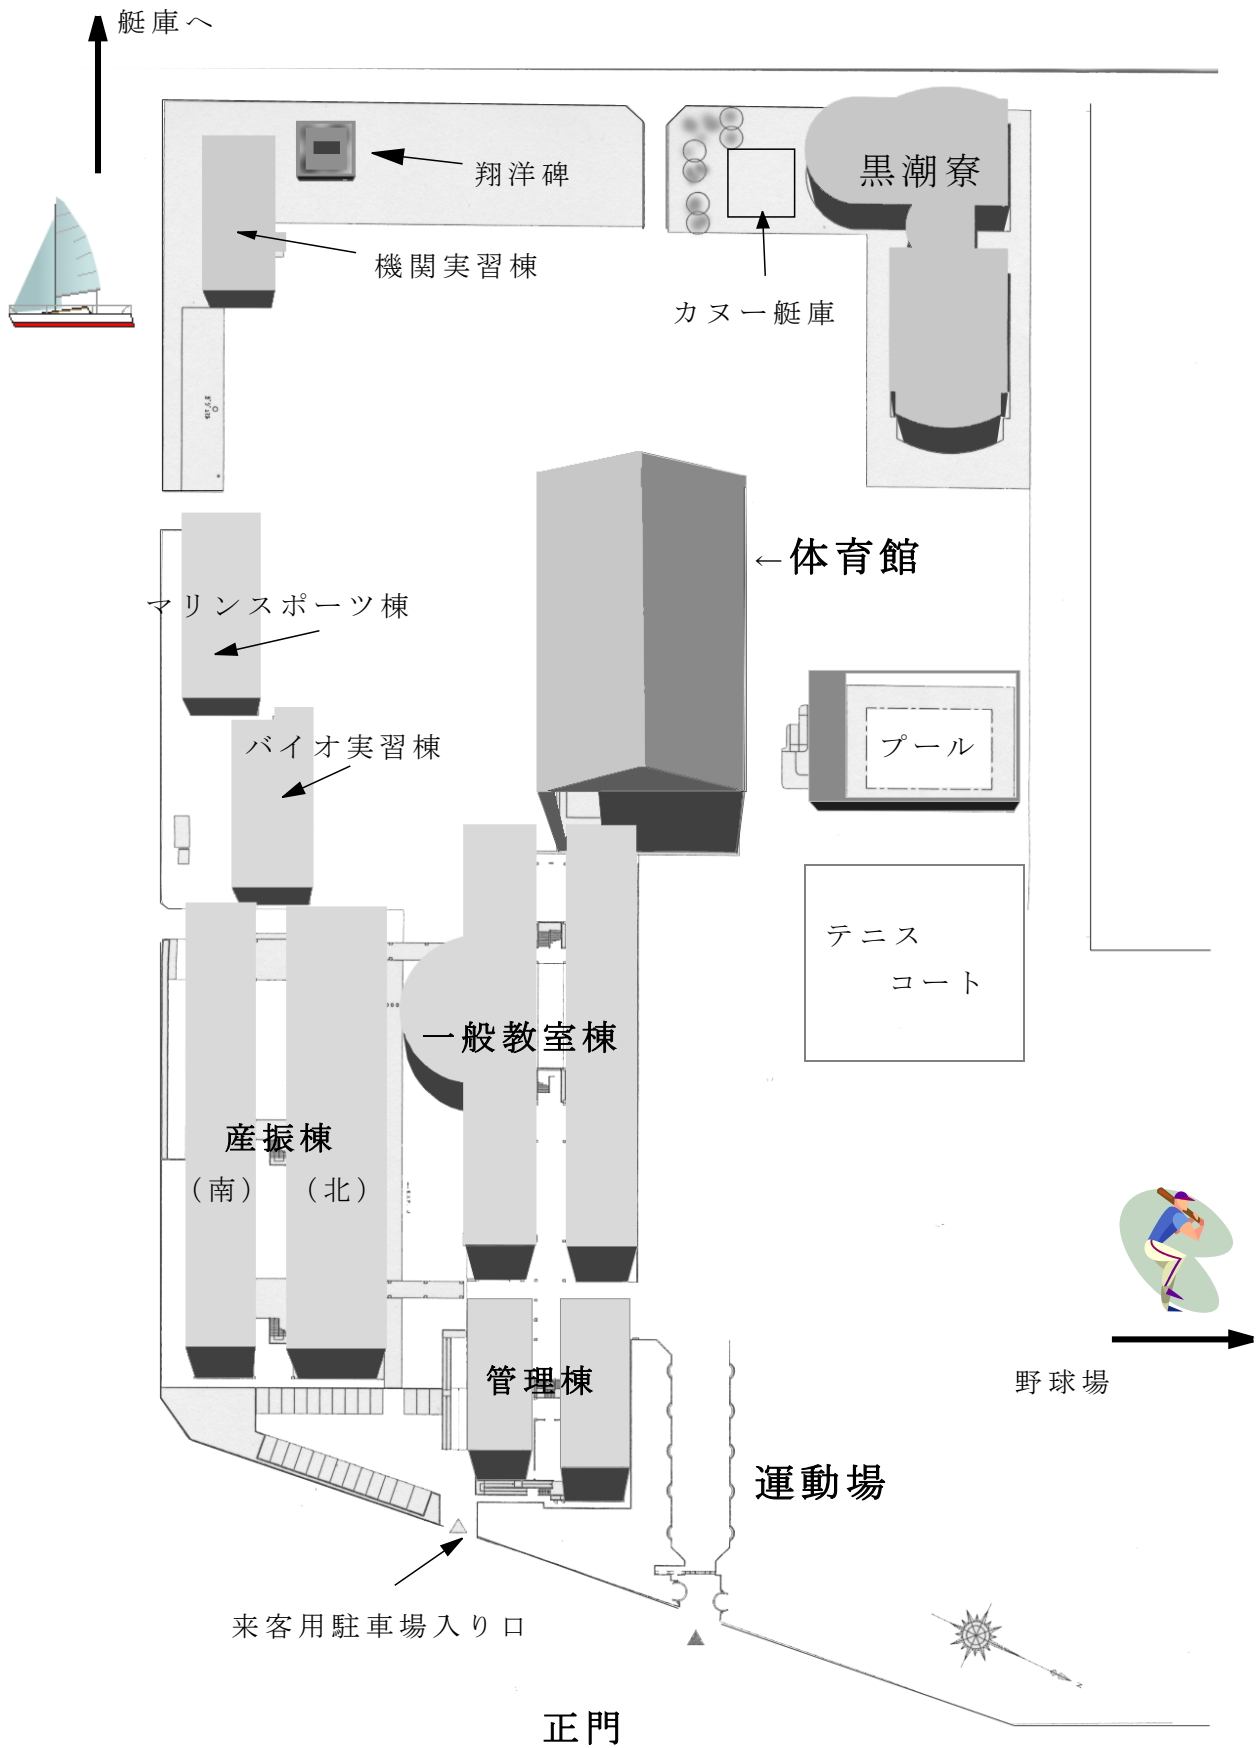 艇庫へ
翔洋碑
黒潮寮
機関実習棟
カヌー艇庫
←体育館
マリンスポーツ棟
バイオ実習棟
プール
テニス
コート
一般教室棟
産振棟
（南）
（北）
管理棟
野球場
運動場
来客用駐車場入り口
N
正門